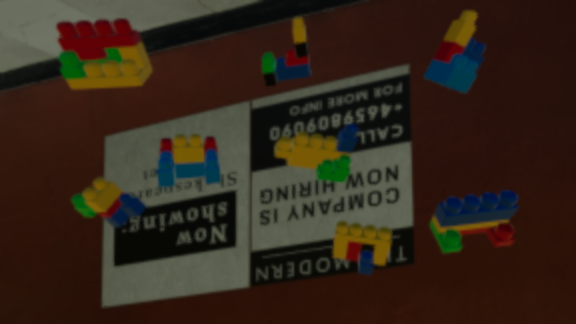 MODERN
COMPANY IS
NOW HIRING
CALL
+4659809090
FOR MORE INFO
Now
showing: